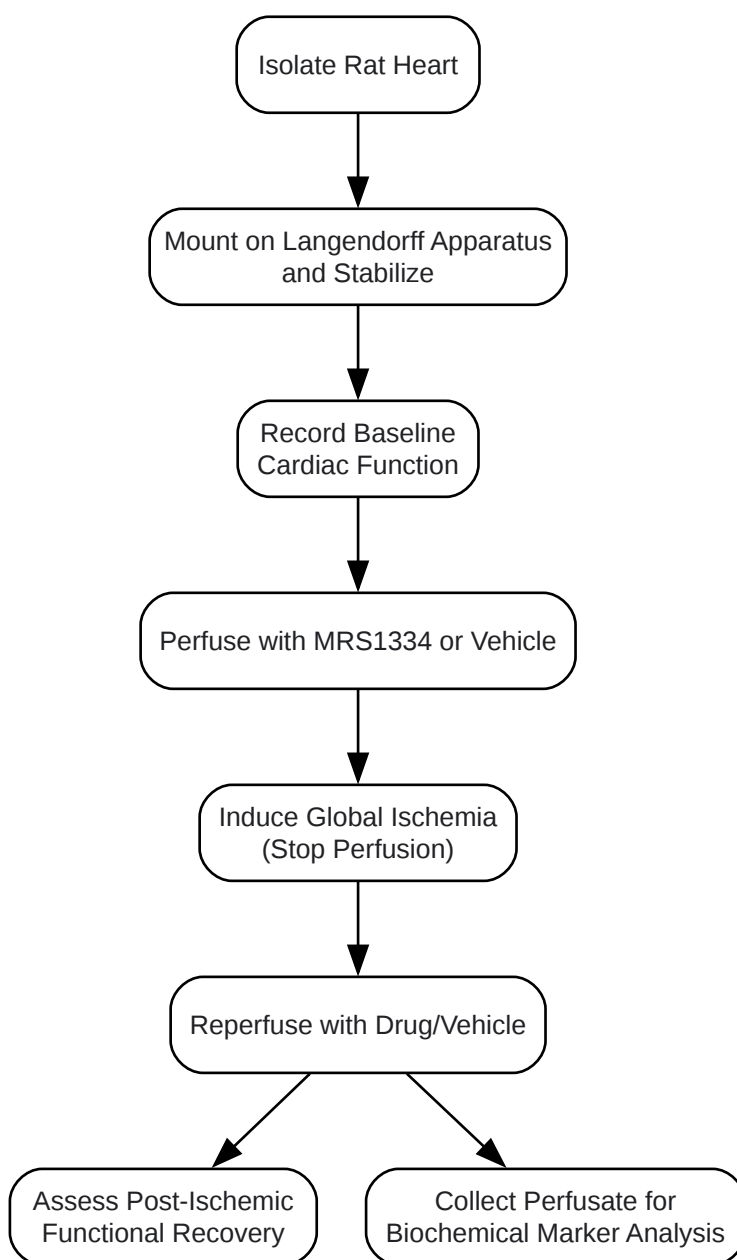 Isolate Rat Heart
Mount on Langendorff Apparatus
and Stabilize
Record Baseline
Cardiac Function
Perfuse with MRS1334 or Vehicle
Induce Global Ischemia
(Stop Perfusion)
Reperfuse with Drug/Vehicle
Assess Post-Ischemic
Functional Recovery
Collect Perfusate for
Biochemical Marker Analysis